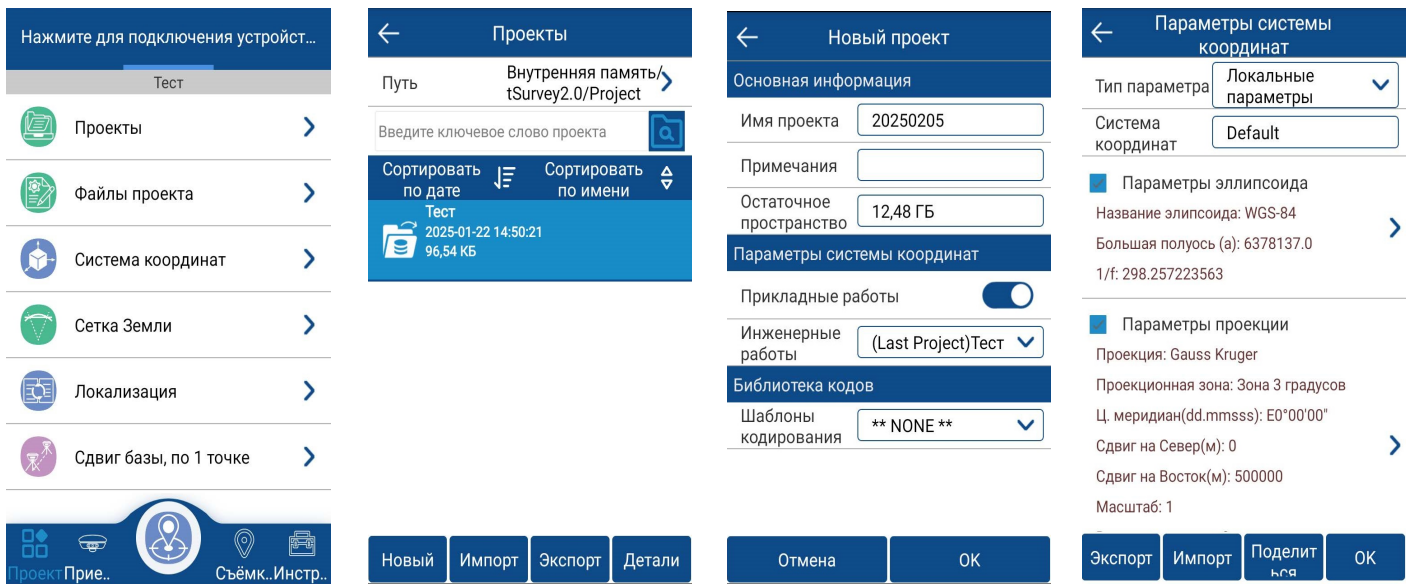 Нажмите для подключения устройст...
Тест
Проекты
Файлы проекта
Система координат
Сетка Земли
Локализация
Сдвиг базы, по 1 точке
Проект
Прие..
Съёмк..
Инстр..
Проекты
Путь
Внутренняя память/
tSurvey2.0/Project
Введите ключевое слово проекта
Сортировать
по дате
Сортировать
по имени
Тест
2025-01-22 14:50:21
96,54 КБ
Новый
Импорт
Экспорт
Детали
Новый проект
Основная информация
Имя проекта
20250205
Примечания
Остаточное
пространство
12,48 ГБ
Параметры системы координат
Прикладные работы
Инженерные
работы
(Last Project)Тест
Библиотека кодов
Шаблоны
кодирования
** NONE **
Отмена
OK
Параметры системы
координат
Тип параметра
Локальные
параметры
Система
координат
Default
Параметры эллипсоида
Название элипсоида: WGS-84
Большая полуось (a): 6378137.0
1/f: 298.257223563
Параметры проекции
Проекция: Gauss Kruger
Проекционная зона: Зона 3 градусов
Ц. меридиан(dd.mmsss): E0°00'00"
Сдвиг на Север(м): 0
Сдвиг на Восток(м): 500000
Масштаб: 1
Экспорт
Импорт
Поделит
ься
OK